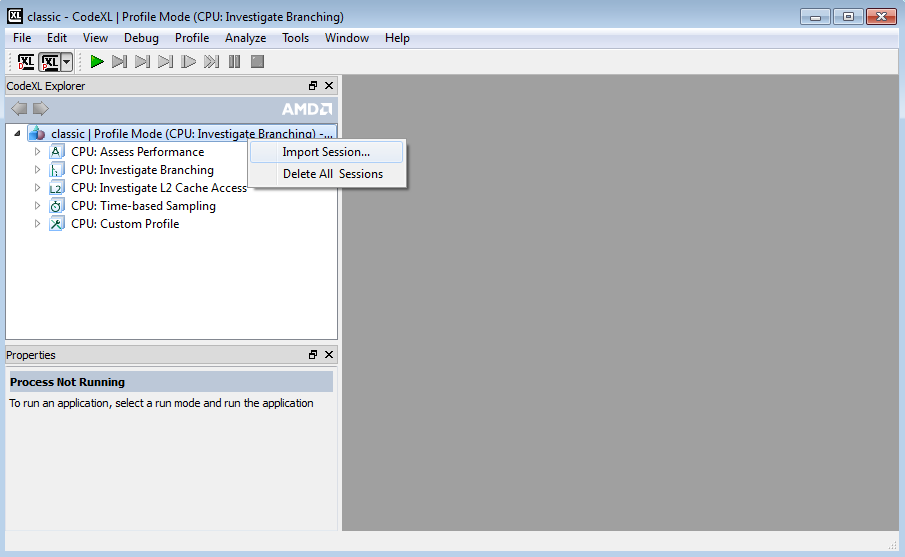 classic - CodeXL | Profile Mode (CPU: Investigate Branching)
File Edit View Debug Profile Analyze Tools Window Help
CodeXL Explorer
AMD
classic | Profile Mode (CPU: Investigate Branching) -...
CPU: Assess Performance
CPU: Investigate Branching
CPU: Investigate L2 Cache Access
CPU: Time-based Sampling
CPU: Custom Profile
Import Session...
Delete All Sessions
Properties
Process Not Running
To run an application, select a run mode and run the application